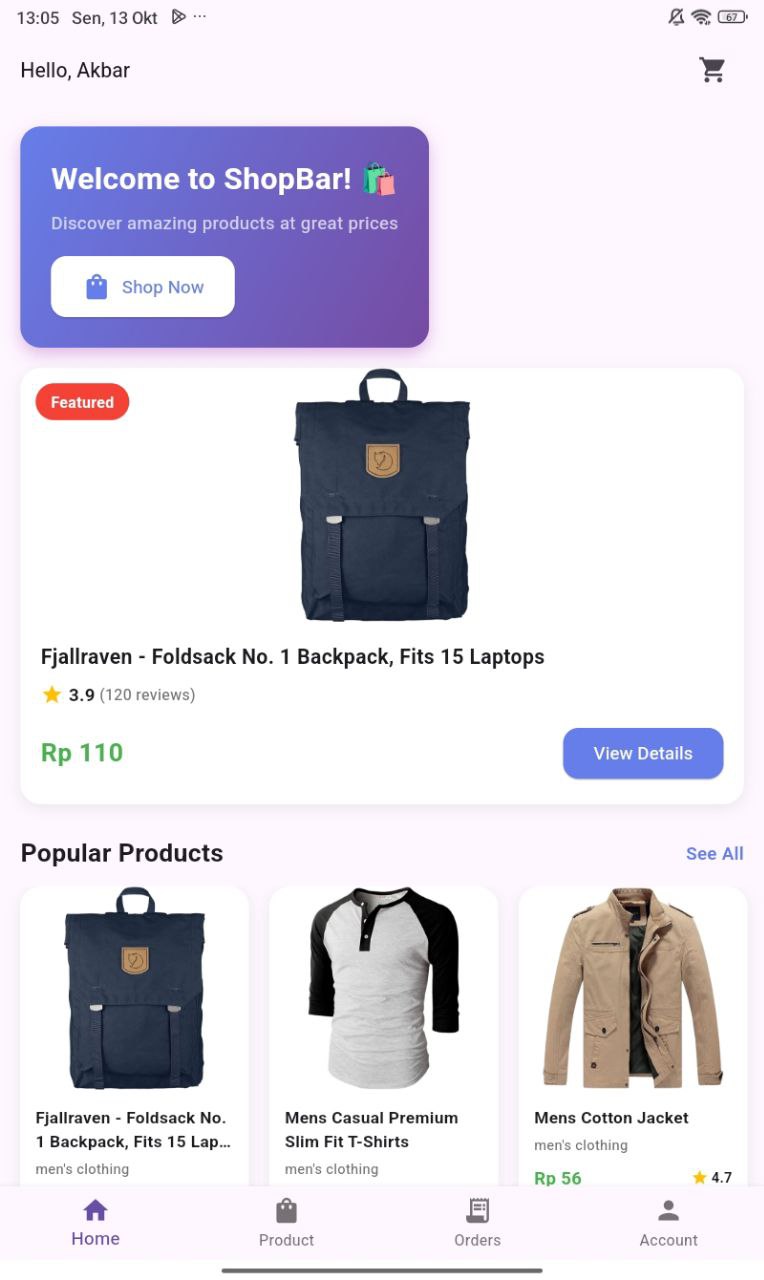 13:05 Sen, 13 Okt ...
67
Hello, Akbar
Welcome to ShopBar! 🛍️
Discover amazing products at great prices
Shop Now
Featured
Fjallraven - Foldsack No. 1 Backpack, Fits 15 Laptops
3.9 (120 reviews)
Rp 110
View Details
Popular Products
See All
Fjallraven - Foldsack No.
1 Backpack, Fits 15 Lap...
men's clothing
Mens Casual Premium
Slim Fit T-Shirts
men's clothing
Mens Cotton Jacket
men's clothing
Rp 56
4.7
Home
Product
Orders
Account